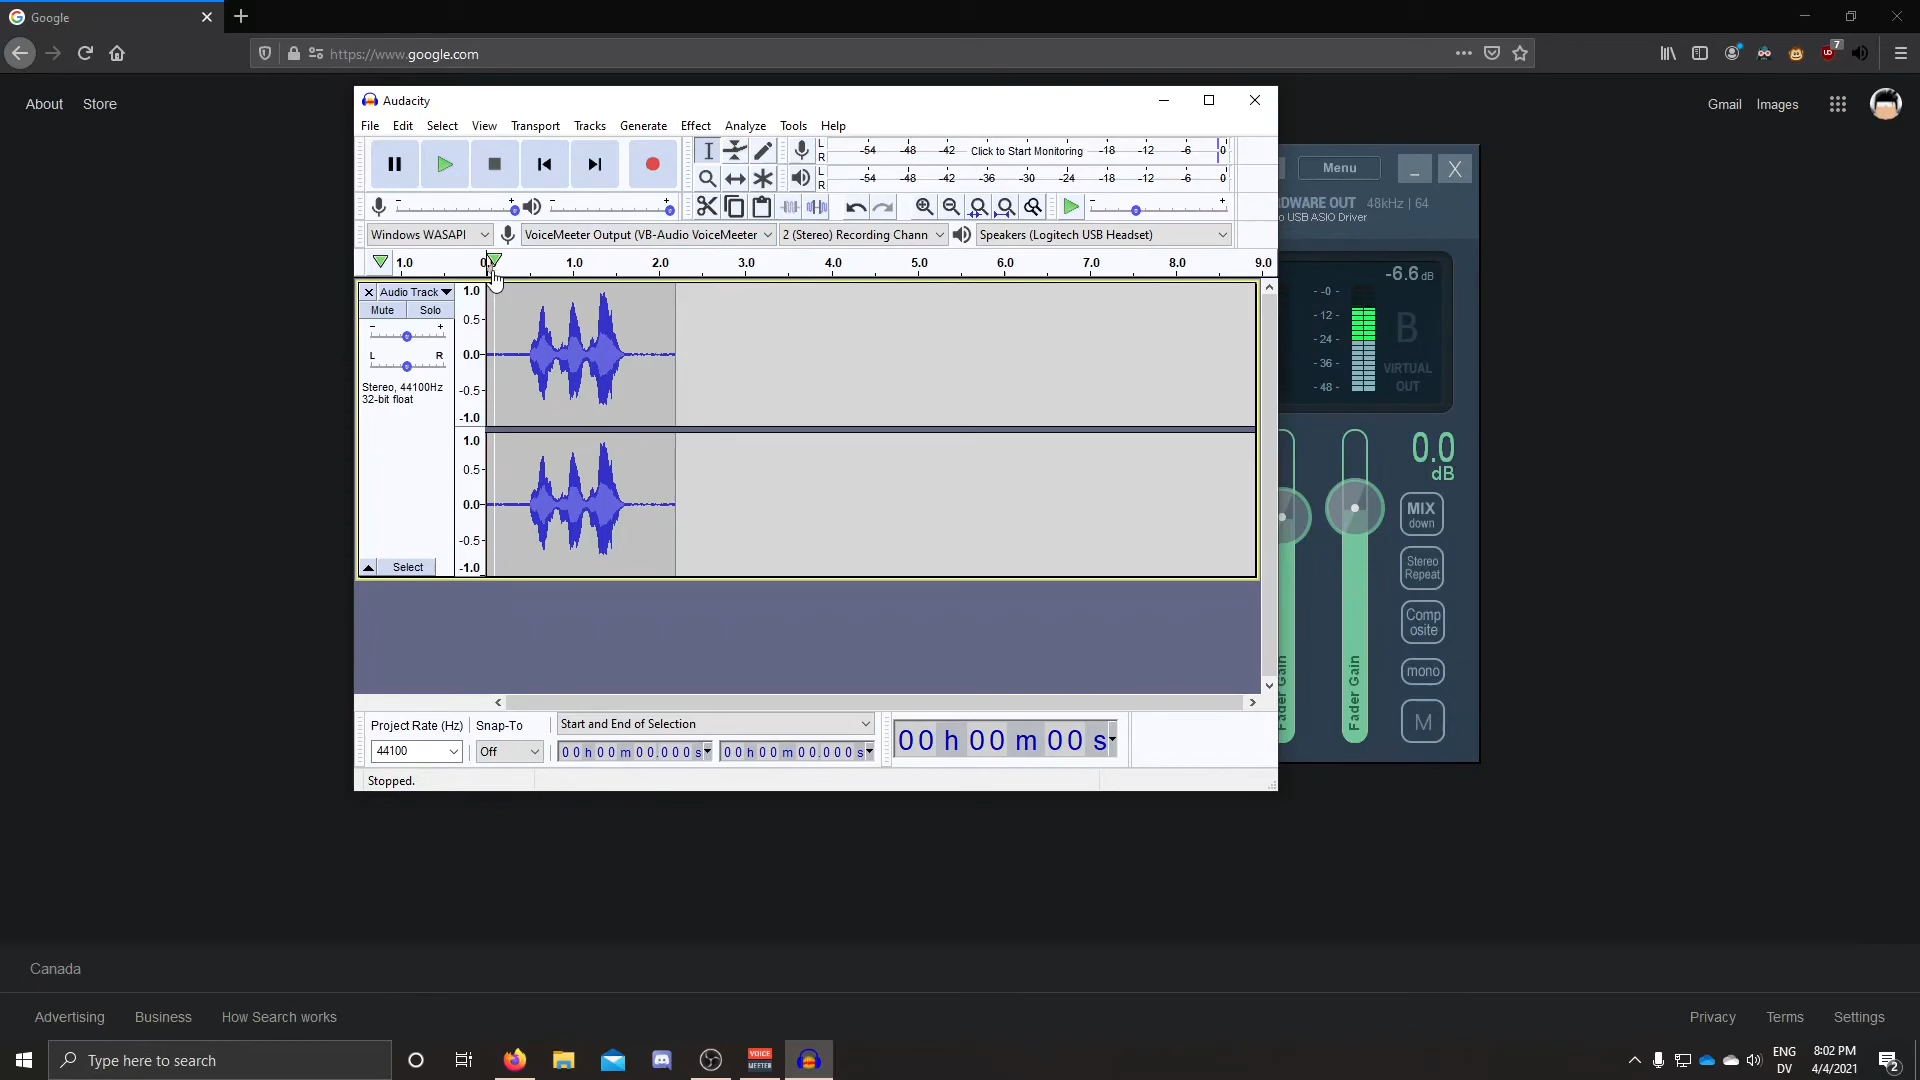 Google
https://www.google.com
7
About Store
Gmail Images
Audacity
File Edit Select View Transport Tracks Generate Effect Analyze Tools Help
L
R
-54 -48 -42 Click to Start Monitoring -18 -12 -6 0
L
R
-54 -48 -42 -36 -30 -24 -18 -12 -6 0
Windows WASAPI VoiceMeeter Output (VB-Audio VoiceMeeter 2 (Stereo) Recording Chann Speakers (Logitech USB Headset)
1.0 1.0 2.0 3.0 4.0 5.0 6.0 7.0 8.0 9.0
Audio Track
Mute Solo
L R
Stereo, 44100Hz
32-bit float
Select
1.0
0.5
0.0
-0.5
-1.0
1.0
0.5
0.0
-0.5
-1.0
Project Rate (Hz) Snap-To Start and End of Selection
44100 Off 00 h 00 m 00.000 s 00 h 00 m 00.000 s
00 h 00 m 00 s
Stopped.
Menu
X
DWARE OUT 48kHz | 64
o USB ASIO Driver
-6.6 dB
-0
-12
-24
-36
-48
B
VIRTUAL
OUT
0.0
dB
MIX
down
Stereo
Repeat
Comp
osite
mono
M
Fader Gain
Fader Gain
Canada
Advertising Business How Search works
Privacy Terms Settings
Type here to search
VOICE
MEETER
ENG
DV
8:02 PM
4/4/2021
2